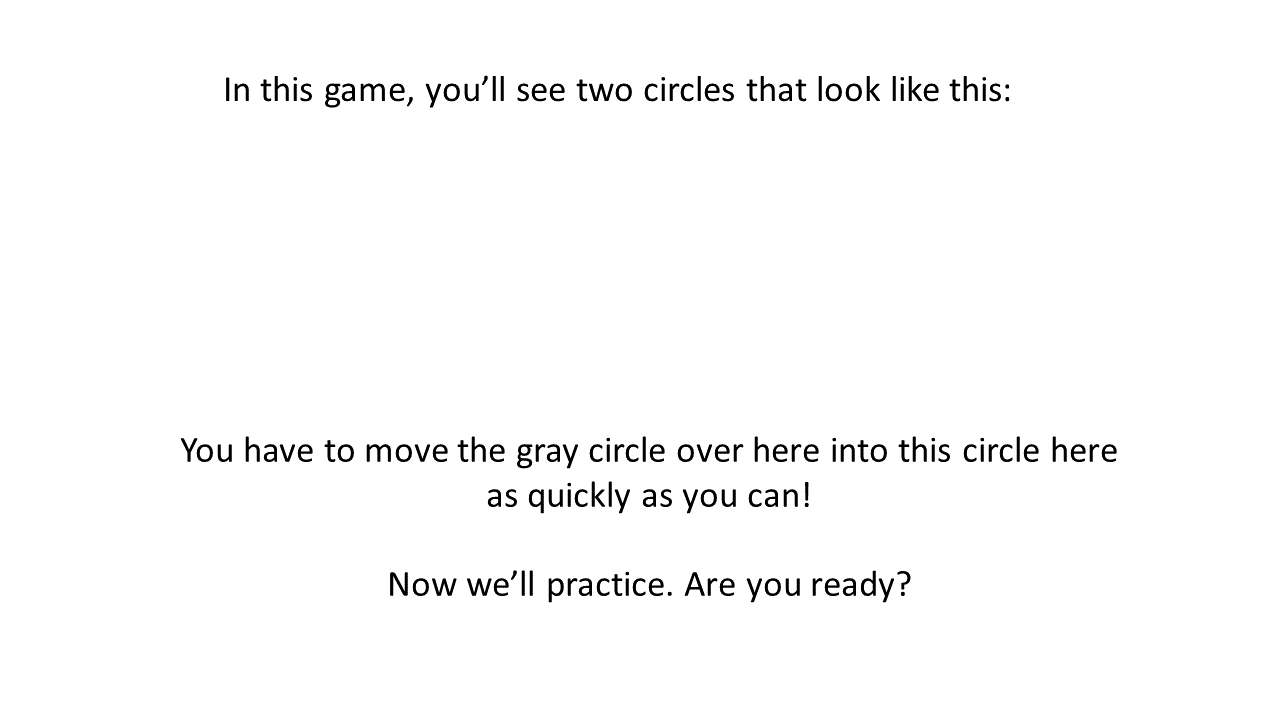 In this game, you’ll see two circles that look like this:
You have to move the gray circle over here into this circle here
as quickly as you can!
Now we’ll practice. Are you ready?